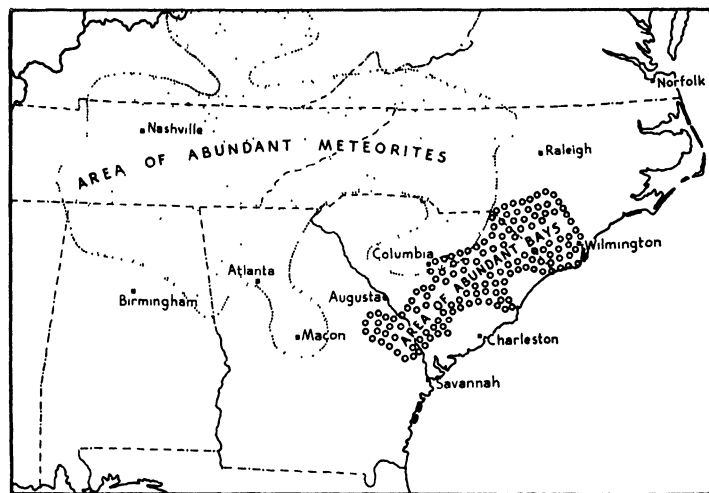 Norfolk
Nashville
AREA OF ABUNDANT METEORITES
Raleigh
Columbia
Wilmington
AREA OF ABUNDANT BAYS
Atlanta
Augusta
Birmingham
Macon
Charleston
Savannah